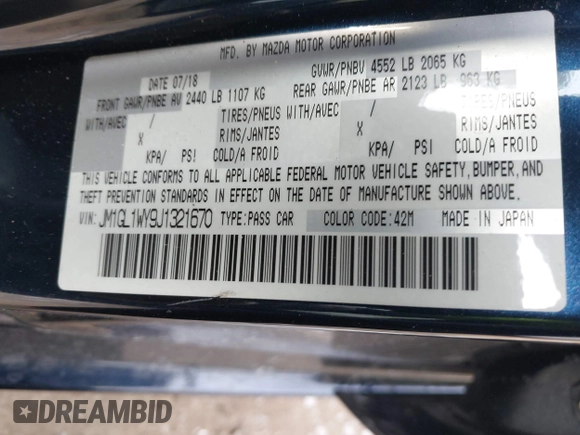 MFD. BY MAZDA MOTOR CORPORATION
DATE 07/18 GVWR/PNBV 4552 LB 2065 KG
FRONT GAWR/PNBE AV 2440 LB 1107 KG REAR GAWR/PNBE AR 2123 LB 963 KG
WITH/AVEC / TIRES/PNEUS WITH/AVEC / TIRES/PNEUS
X RIMS/JANTES X RIMS/JANTES
KPA/ PSI COLD/A FROID KPA/ PSI COLD/A FROID
THIS VEHICLE CONFORMS TO ALL APPLICABLE FEDERAL MOTOR VEHICLE SAFETY, BUMPER, AND
THEFT PREVENTION STANDARDS IN EFFECT ON THE DATE OF MANUFACTURE SHOWN ABOVE.
VIN: JM1GL1WY9J1321670 TYPE:PASS CAR COLOR CODE:42M MADE IN JAPAN
DREAMBID